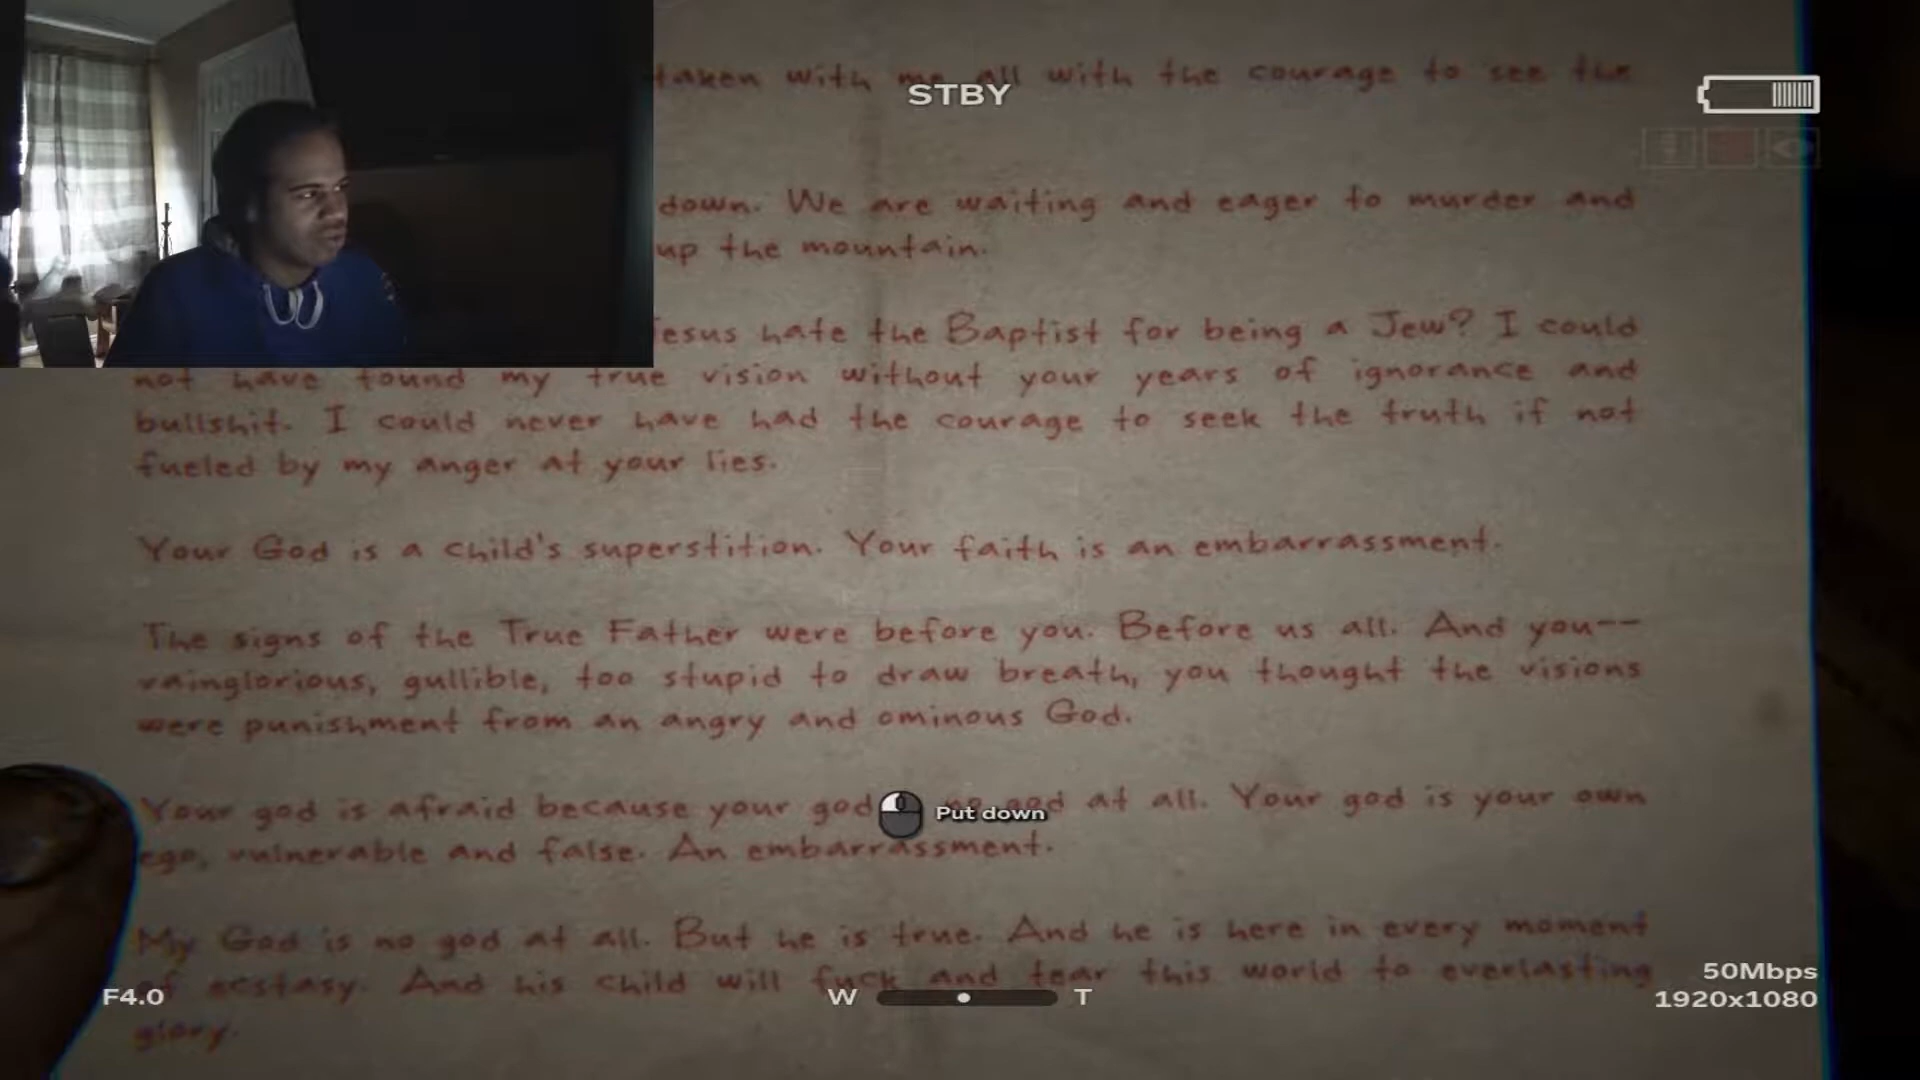 taken with me all with the courage to see the
STBY
down. We are waiting and eager to murder and
up the mountain.
Jesus hate the Baptist for being a Jew? I could
not have found my true vision without your years of ignorance and
bullshit. I could never have had the courage to seek the truth if not
fueled by my anger at your lies.
Your God is a child's superstition. Your faith is an embarrassment.
The signs of the True Father were before you. Before us all. And you--
vainglorious, gullible, too stupid to draw breath, you thought the visions
were punishment from an angry and ominous God.
Your god is afraid because your god god at all. Your god is your own
Put down
ego, vulnerable and false. An embarrassment.
My God is no god at all. But he is true. And he is here in every moment
of ecstasy. And his child will fuck and tear this world to everlasting
glory.
F4.0
W T
50Mbps
1920x1080